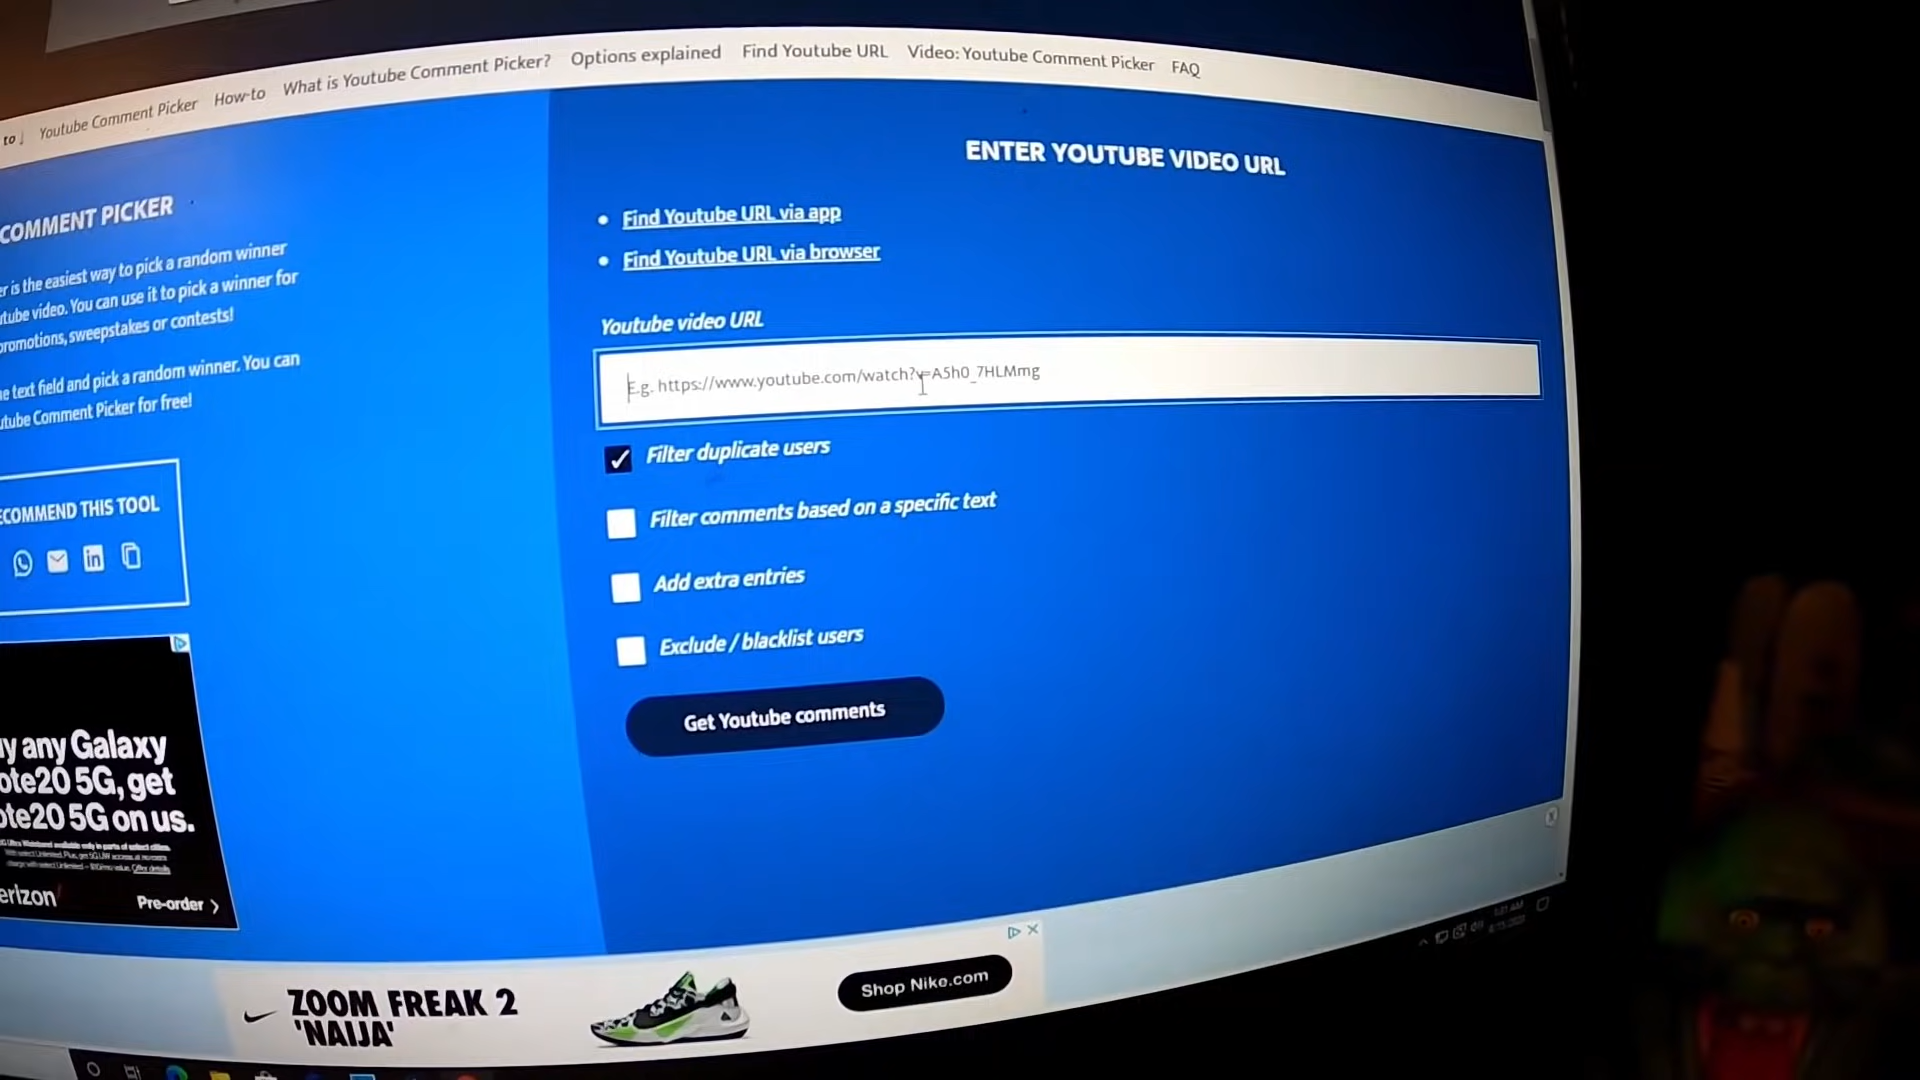 to
Youtube Comment Picker
How-to
What is Youtube Comment Picker?
Options explained
Find Youtube URL
Video: Youtube Comment Picker
FAQ
COMMENT PICKER
er is the easiest way to pick a random winner
utube video. You can use it to pick a winner for
promotions, sweepstakes or contests!
he text field and pick a random winner. You can
utube Comment Picker for free!
ECOMMEND THIS TOOL
in
y any Galaxy
ote20 5G, get
ote20 5G on us.
erizon
Pre-order >
ENTER YOUTUBE VIDEO URL
Find Youtube URL via app
Find Youtube URL via browser
Youtube video URL
E.g. https://www.youtube.com/watch?v=A5h0_7HLMmg
Filter duplicate users
Filter comments based on a specific text
Add extra entries
Exclude / blacklist users
Get Youtube comments
ZOOM FREAK 2
'NAIJA'
Shop Nike.com